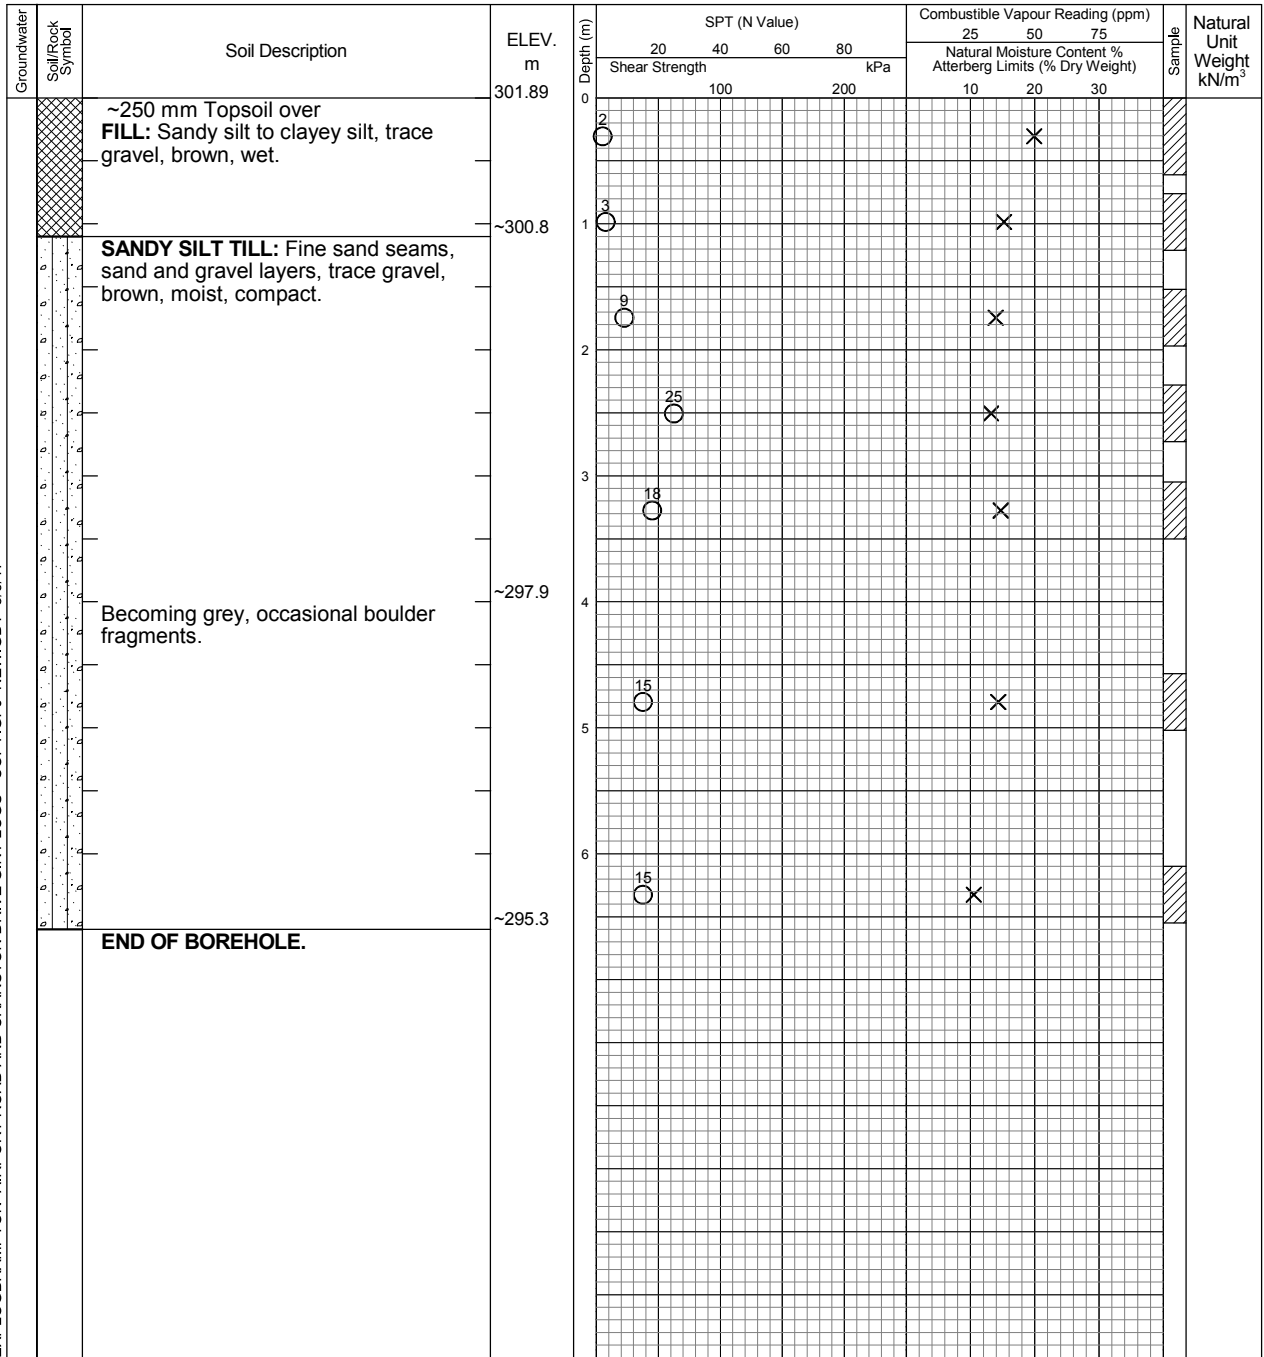 Groundwater
Soil/Rock
Symbol
Soil Description
ELEV.
m
301.89
Depth (m)
SPT (N Value)
20 40 60 80
Shear Strength kPa
100 200
Combustible Vapour Reading (ppm)
25 50 75
Natural Moisture Content %
Atterberg Limits (% Dry Weight)
10 20 30
Sample
Natural
Unit
Weight
kN/m³
0
~250 mm Topsoil over
FILL: Sandy silt to clayey silt, trace
gravel, brown, wet.
2
3
~300.8
1
SANDY SILT TILL: Fine sand seams,
sand and gravel layers, trace gravel,
brown, moist, compact.
9
2
25
3
18
~297.9
4
Becoming grey, occasional boulder
fragments.
15
5
6
15
~295.3
END OF BOREHOLE.